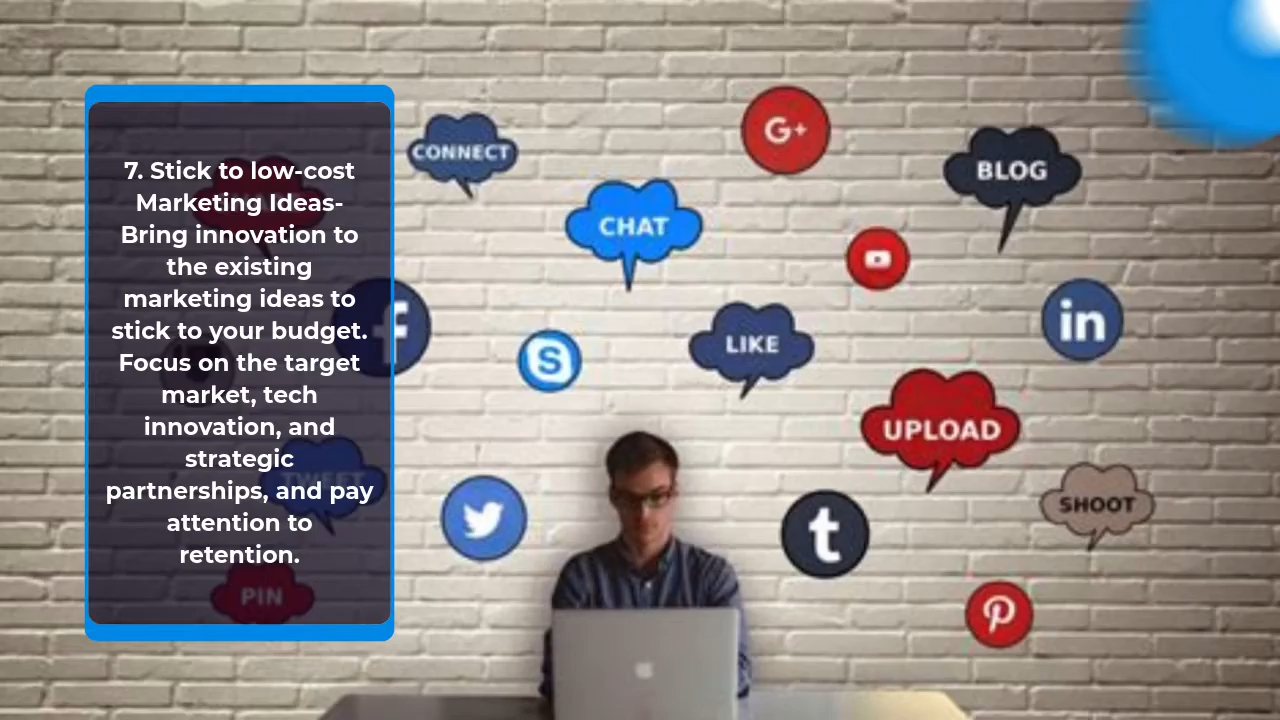 7. Stick to low-cost
Marketing Ideas-
Bring innovation to
the existing
marketing ideas to
stick to your budget.
Focus on the target
market, tech
innovation, and
strategic
partnerships, and pay
attention to
retention.
CONNECT
G+
BLOG
CHAT
f
S
LIKE
in
UPLOAD
SHOOT
t
TWEET
PIN